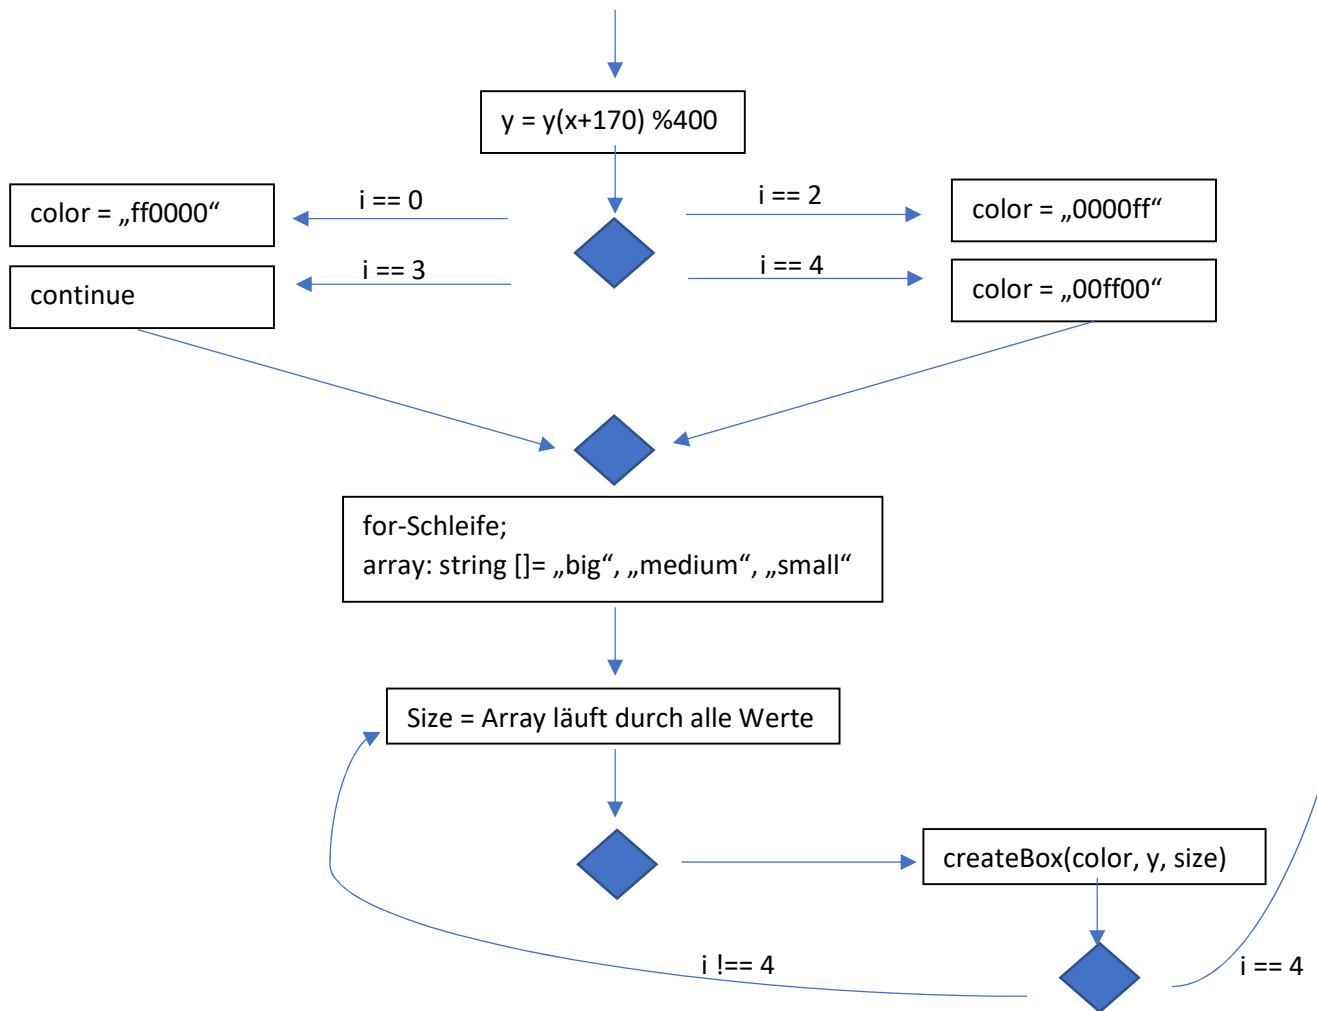 y = y(x+170) %400
i == 0
i == 2
color = „ff0000“
color = „0000ff“
i == 3
i == 4
continue
color = „00ff00“
for-Schleife;
array: string []= „big“, „medium“, „small“
Size = Array läuft durch alle Werte
createBox(color, y, size)
i !== 4
i == 4